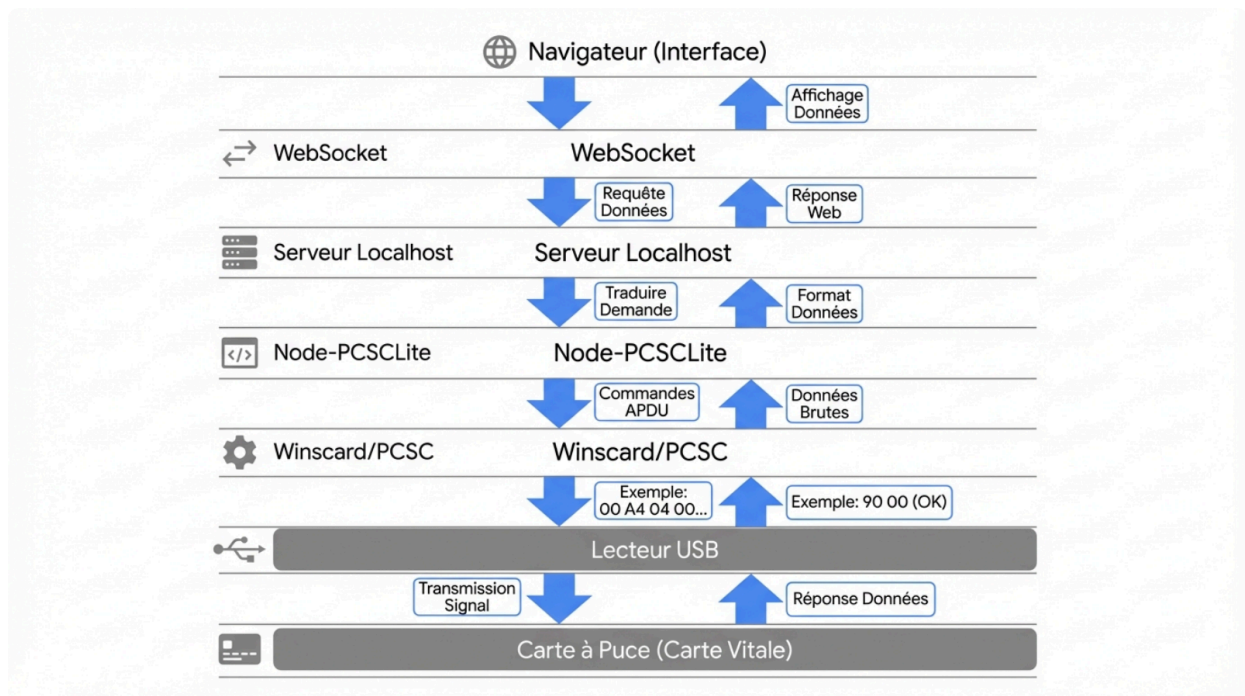 Navigateur (Interface)
Affichage
Données
WebSocket
WebSocket
Requête
Données
Réponse
Web
Serveur Localhost
Serveur Localhost
Traduire
Demande
Format
Données
Node-PCSCLite
Node-PCSCLite
Commandes
APDU
Données
Brutes
Winscard/PCSC
Winscard/PCSC
Exemple:
00 A4 04 00...
Exemple: 90 00 (OK)
Lecteur USB
Transmission
Signal
Réponse Données
Carte à Puce (Carte Vitale)